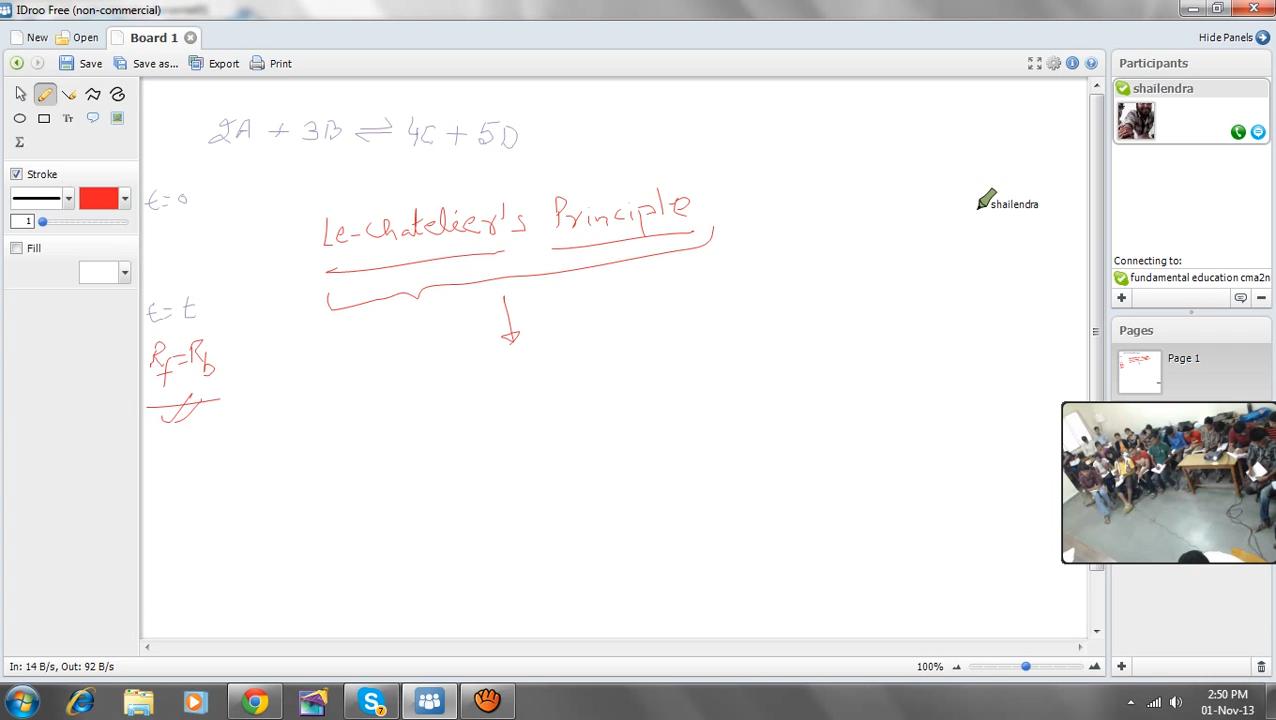 IDroo Free (non-commercial)
New Open Board 1 Hide Panels
Save Save as... Export Print Participants
shailendra
2A + 3B ⇌ 4C + 5D
Tr
Σ
Stroke
t=0
1
Le-chatelier's Principle
shailendra
Fill
Connecting to:
fundamental education cma2n
t= t
Pages
Page 1
Rf=Rb
In: 14 B/s, Out: 92 B/s 100%
7
2:50 PM
01-Nov-13